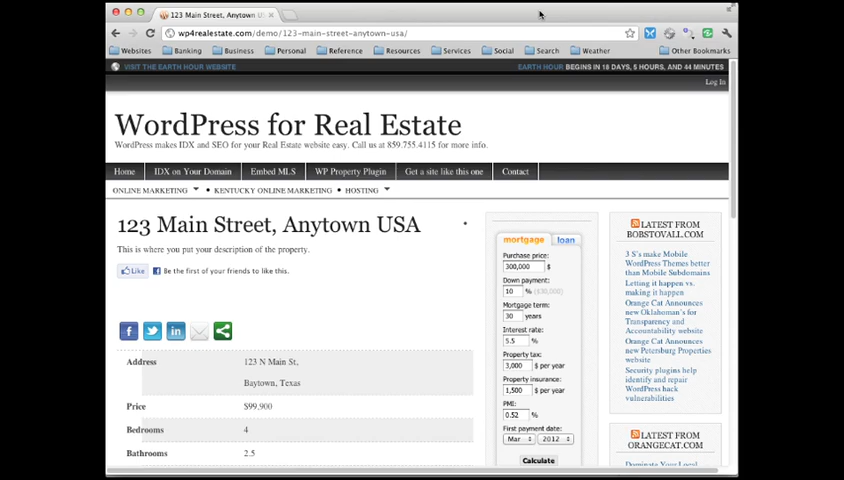 123 Main Street, Anytown U
wp4realestate.com/demo/123-main-street-anytown-usa/
Websites Banking Business Personal Reference Resources Services Social Search Weather Other Bookmarks
VISIT THE EARTH HOUR WEBSITE EARTH HOUR BEGINS IN 18 DAYS, 5 HOURS, AND 44 MINUTES
Log In
WordPress for Real Estate
WordPress makes IDX and SEO for your Real Estate website easy. Call us at 859.755.4115 for more info.
Home IDX on Your Domain Embed MLS WP Property Plugin Get a site like this one Contact
ONLINE MARKETING • KENTUCKY ONLINE MARKETING • HOSTING
123 Main Street, Anytown USA
This is where you put your description of the property.
Like Be the first of your friends to like this.
Address 123 N Main St,
Baytown, Texas
Price $99,900
Bedrooms 4
Bathrooms 2.5
mortgage loan
Purchase price:
300,000 $
Down payment:
10 % ($30,000)
Mortgage term:
30 years
Interest rate:
5.5 %
Property tax:
3,000 $ per year
Property insurance:
1,500 $ per year
PMI:
0.52 %
First payment date:
Mar 2012
Calculate
LATEST FROM
BOBSTOVALL.COM
3 S's make Mobile
WordPress Themes better
than Mobile Subdomains
Letting it happen vs.
making it happen
Orange Cat Announces
new Oklahoman's for
Transparency and
Accountability website
Orange Cat Announces
new Petersburg Properties
website
Security plugins help
identify and repair
WordPress hack
vulnerabilities
LATEST FROM
ORANGECAT.COM
Dominate Your Local